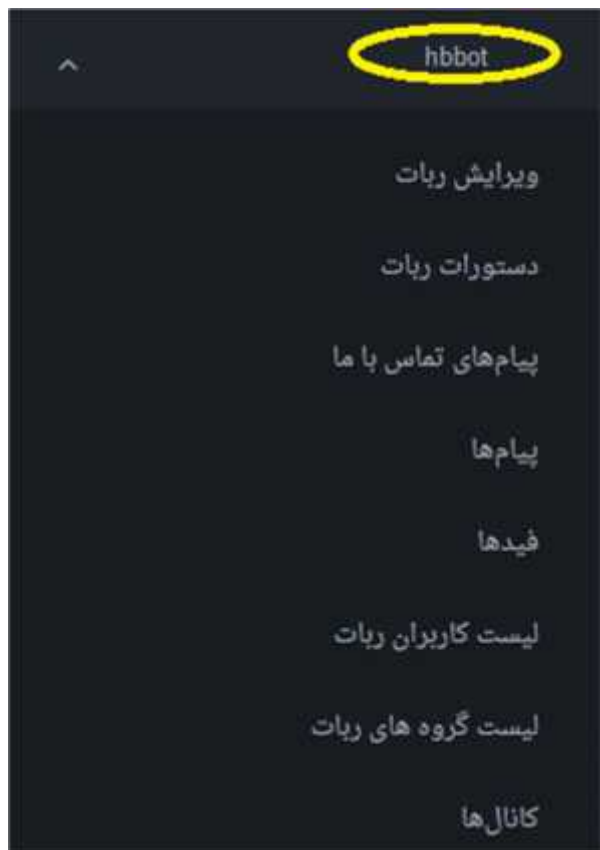 hbbot
ویرایش ربات
دستورات ربات
پیام‌های تماس با ما
پیام‌ها
فیدها
لیست کاربران ربات
لیست گروه های ربات
کانال‌ها